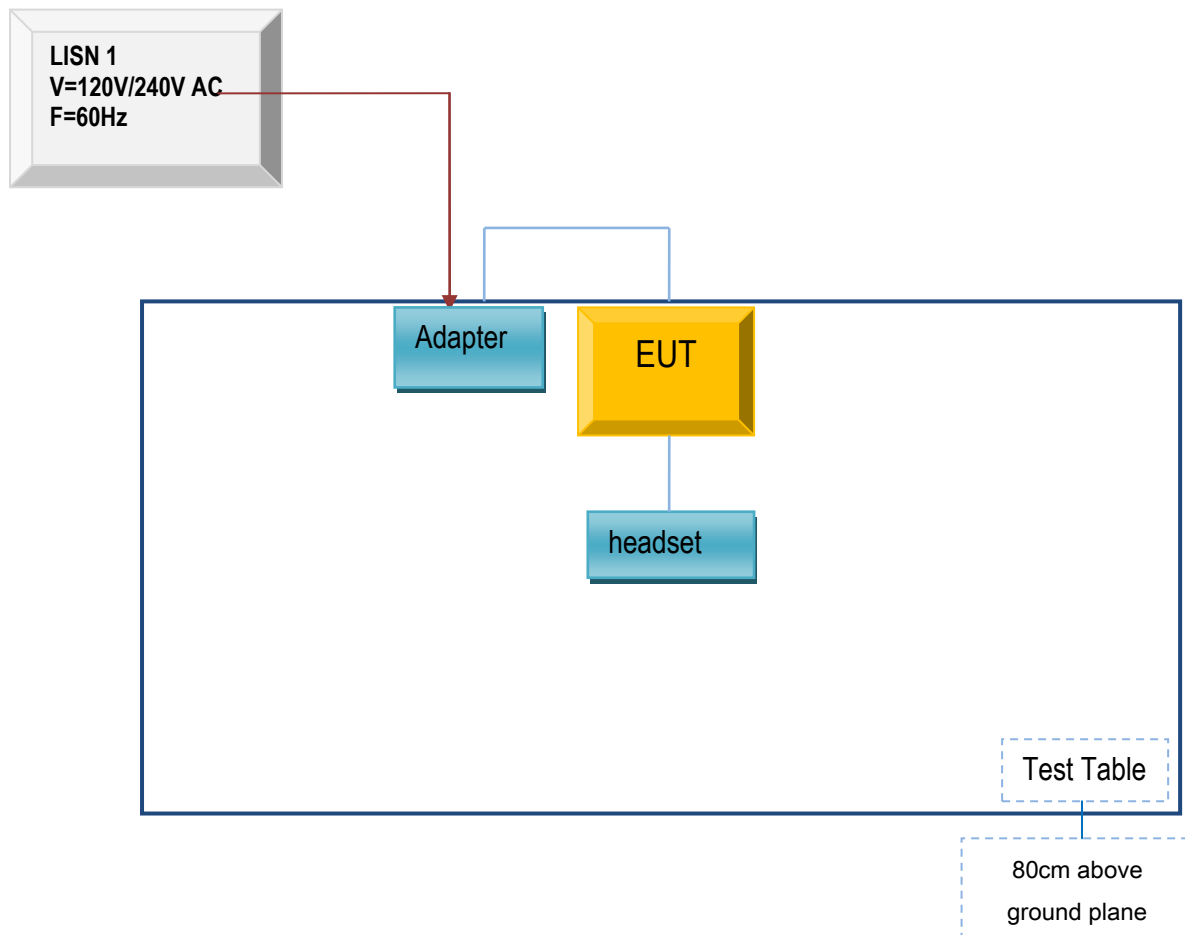 LISN 1
V=120V/240V AC
F=60Hz
Adapter
EUT
headset
Test Table
80cm above
ground plane